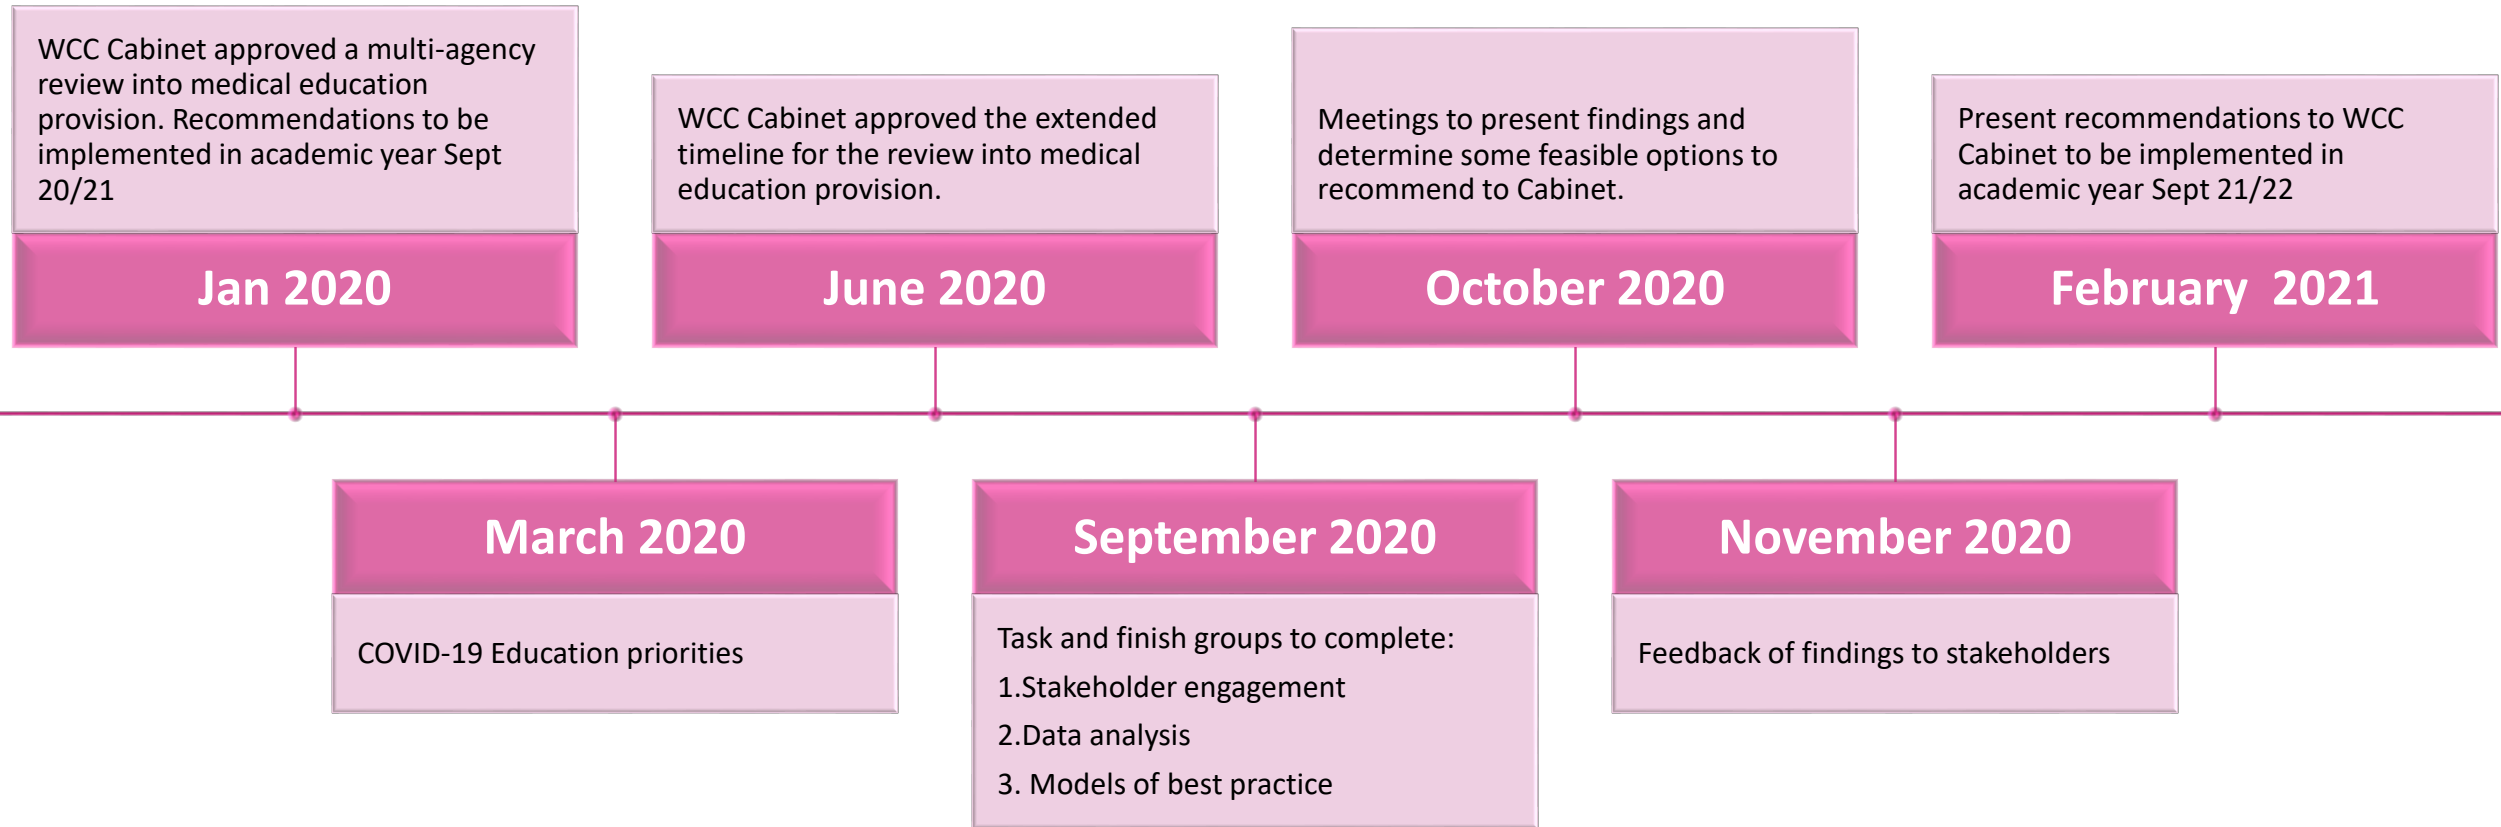 WCC Cabinet approved a multi-agency
review into medical education
provision. Recommendations to be
implemented in academic year Sept
20/21
Jan 2020
COVID-19 Education priorities
March 2020
WCC Cabinet approved the extended
timeline for the review into medical
education provision.
June 2020
September 2020
Task and finish groups to complete:
1.Stakeholder engagement
2.Data analysis
3. Models of best practice
Meetings to present findings and
determine some feasible options to
recommend to Cabinet.
October 2020
November 2020
Feedback of findings to stakeholders
Present recommendations to WCC
Cabinet to be implemented in
academic year Sept 21/22
February  2021